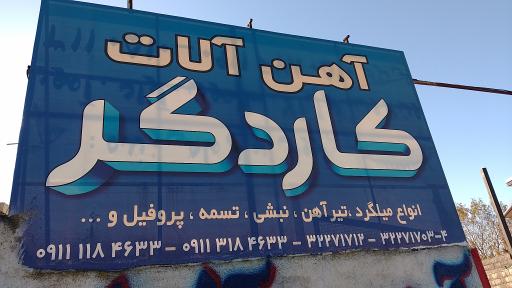 آهن آلات
کاردگر
انواع میلگرد ،تیرآهن ، نبشی ، تسمه ، پروفیل و ...
۰۹۱۱ ۱۱۸ ۴۶۳۳ – ۰۹۱۱ ۳۱۸ ۴۶۳۳ – ۳۲۲۷۱۷۱۲ – ۳۲۲۷۱۷۰۳-۴